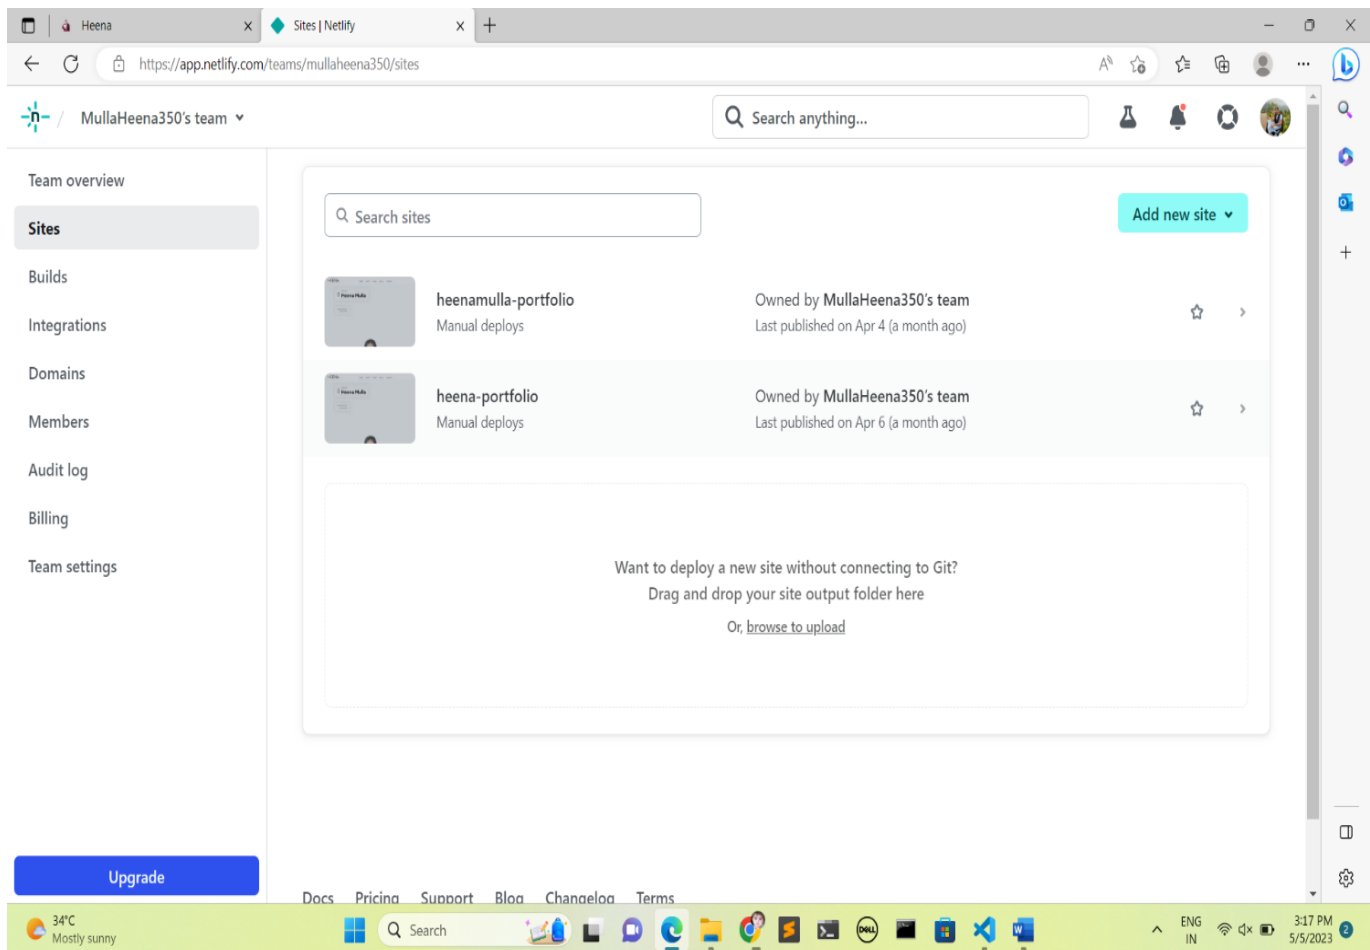 Heena
Sites | Netlify
https://app.netlify.com/teams/mullaheena350/sites
n / MullaHeena350's team
Search anything...
Team overview
Sites
Builds
Integrations
Domains
Members
Audit log
Billing
Team settings
Upgrade
Search sites
Add new site
Heena Mulla
heenamulla-portfolio
Manual deploys
Owned by MullaHeena350's team
Last published on Apr 4 (a month ago)
Heena Mulla
heena-portfolio
Manual deploys
Owned by MullaHeena350's team
Last published on Apr 6 (a month ago)
Want to deploy a new site without connecting to Git?
Drag and drop your site output folder here
Or, browse to upload
Docs Pricing Support Blog Changelog Terms
34°C
Mostly sunny
Search
DELL
ENG
IN
3:17 PM
5/5/2023
2